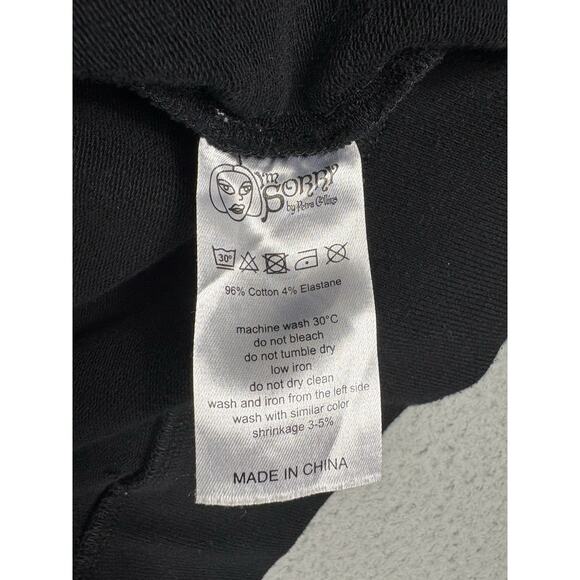 I'm
SORRY
by Petra Collins
30°
96% Cotton 4% Elastane
machine wash 30°C
do not bleach
do not tumble dry
low iron
do not dry clean
wash and iron from the left side
wash with similar color
shrinkage 3-5%
MADE IN CHINA